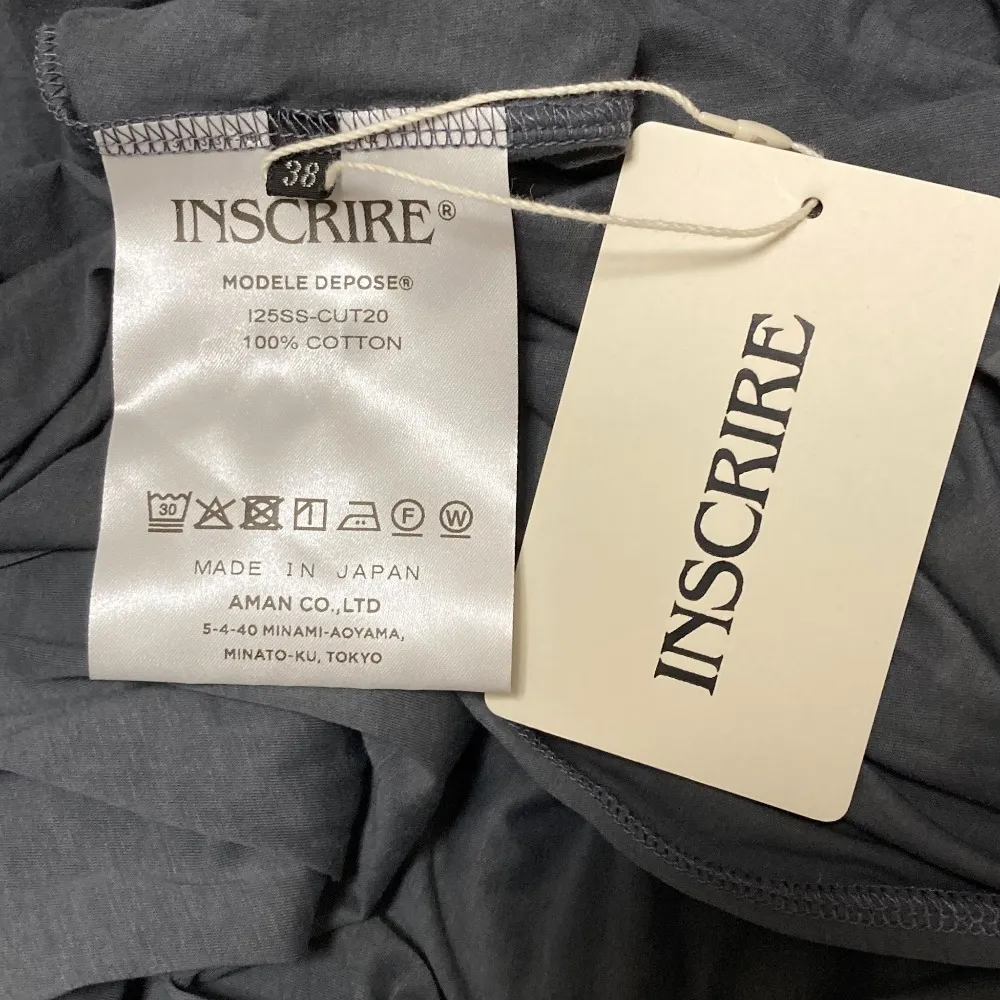 38
INSCRIRE®
MODELE DEPOSE®
I25SS-CUT20
100% COTTON
30
F
W
MADE IN JAPAN
AMAN CO.,LTD
5-4-40 MINAMI-AOYAMA,
MINATO-KU, TOKYO
INSCRIRE